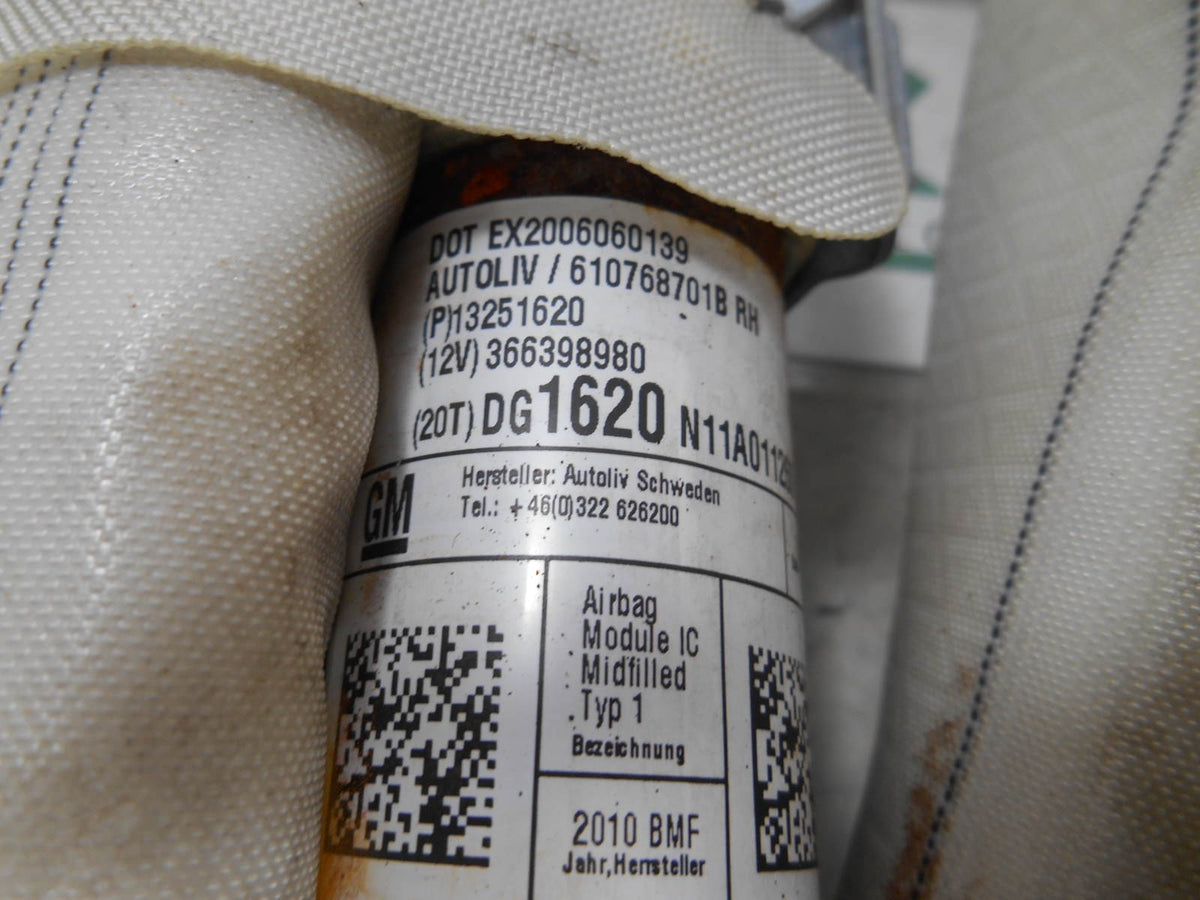 DOT EX2006060139
AUTOLIV / 610768701B RH
(P)13251620
(12V) 366398980
(20T) DG1620 N11A0112
GM
Hersteller: Autoliv Schweden
Tel.: +46(0)322 626200
Airbag
Module IC
Midfilled
Typ 1
Bezeichnung
2010 BMF
Jahr,Hersteller